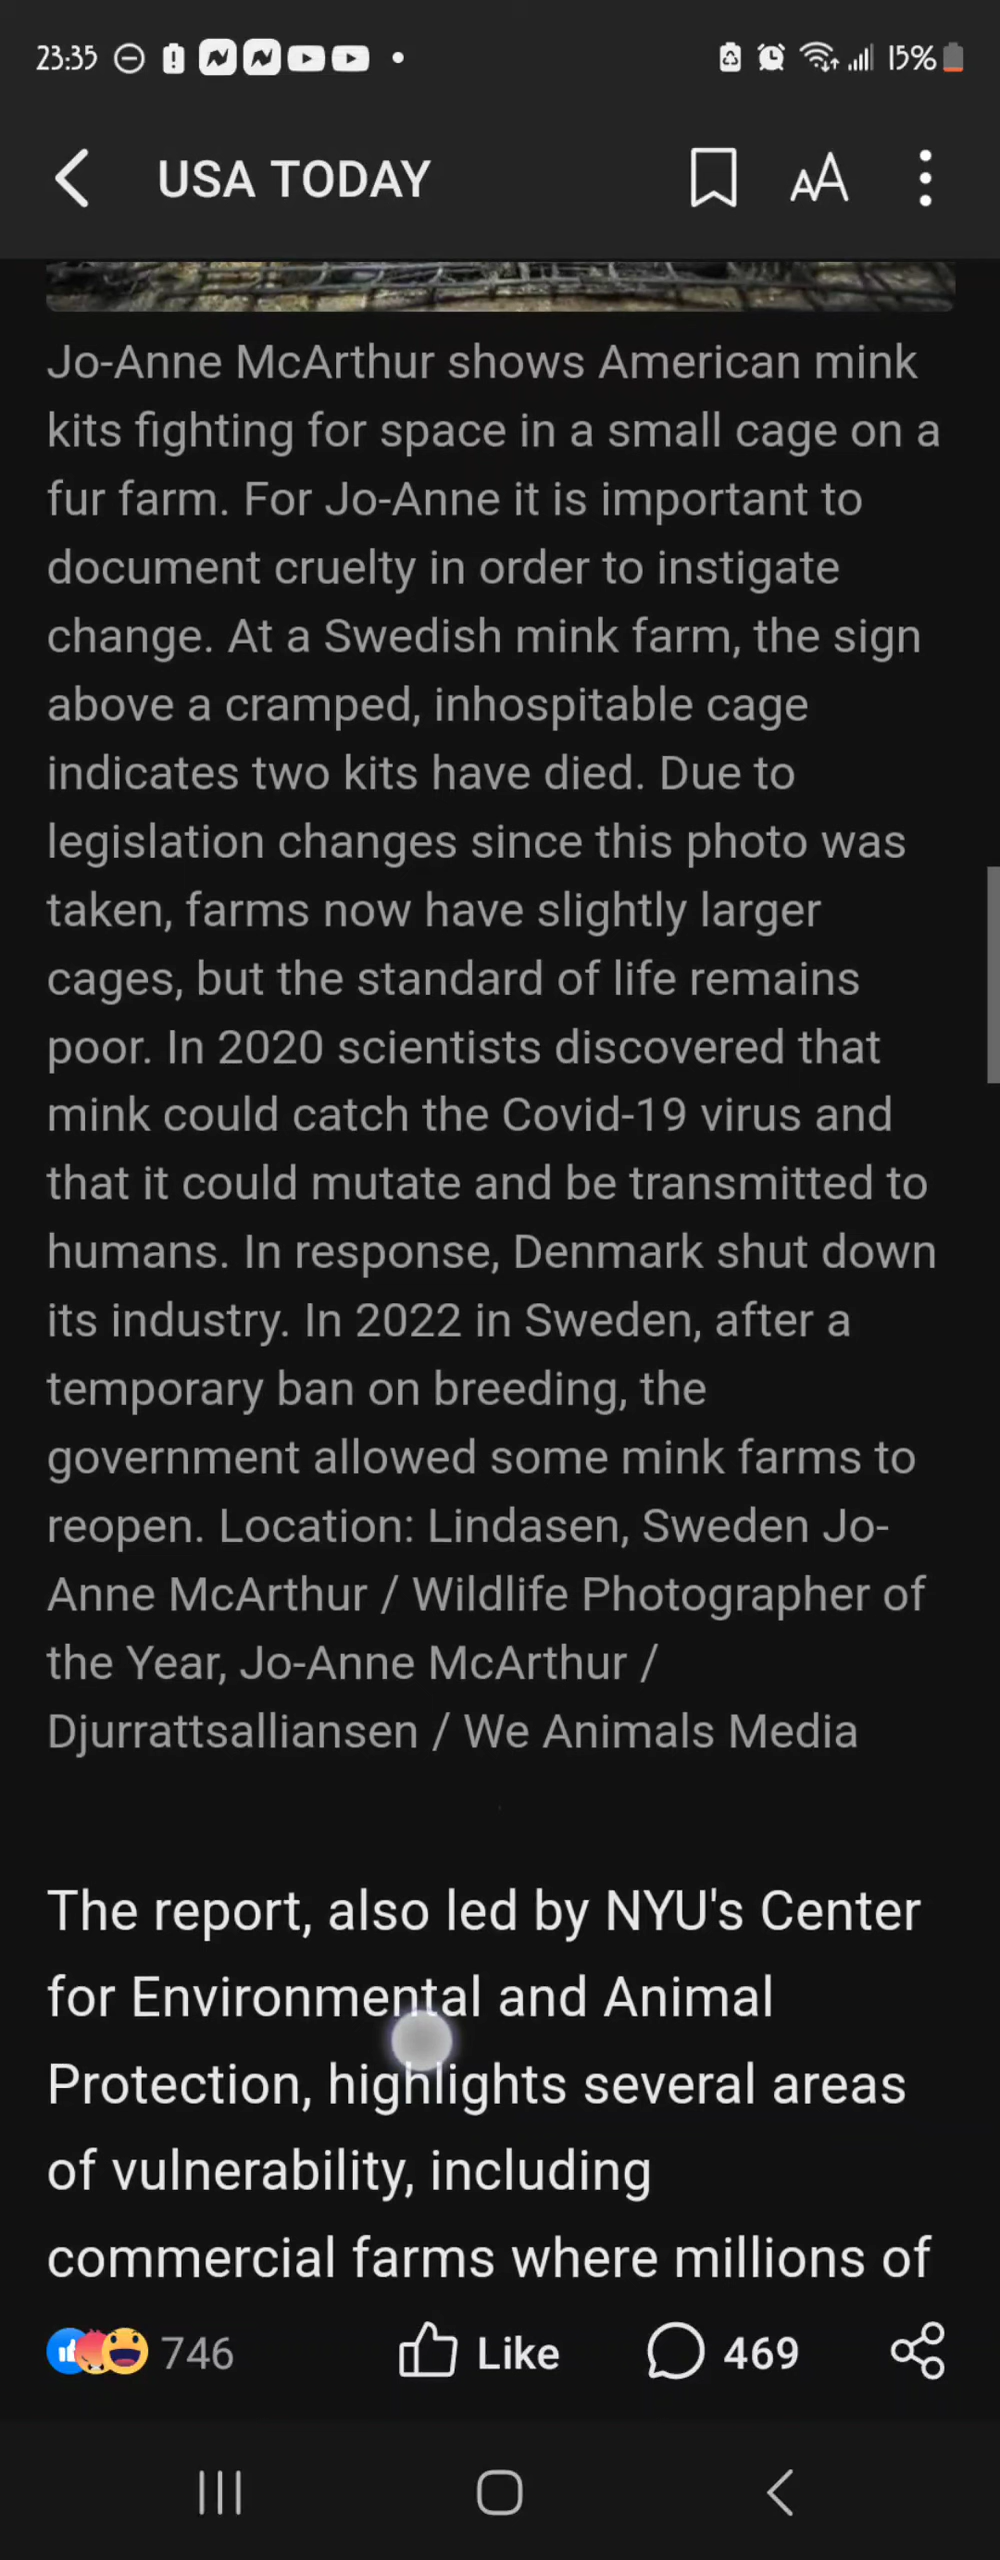 23:35 15%
USA TODAY
Jo-Anne McArthur shows American mink
kits fighting for space in a small cage on a
fur farm. For Jo-Anne it is important to
document cruelty in order to instigate
change. At a Swedish mink farm, the sign
above a cramped, inhospitable cage
indicates two kits have died. Due to
legislation changes since this photo was
taken, farms now have slightly larger
cages, but the standard of life remains
poor. In 2020 scientists discovered that
mink could catch the Covid-19 virus and
that it could mutate and be transmitted to
humans. In response, Denmark shut down
its industry. In 2022 in Sweden, after a
temporary ban on breeding, the
government allowed some mink farms to
reopen. Location: Lindasen, Sweden Jo-
Anne McArthur / Wildlife Photographer of
the Year, Jo-Anne McArthur /
Djurrattsalliansen / We Animals Media
The report, also led by NYU's Center
for Environmental and Animal
Protection, highlights several areas
of vulnerability, including
commercial farms where millions of
746 Like 469